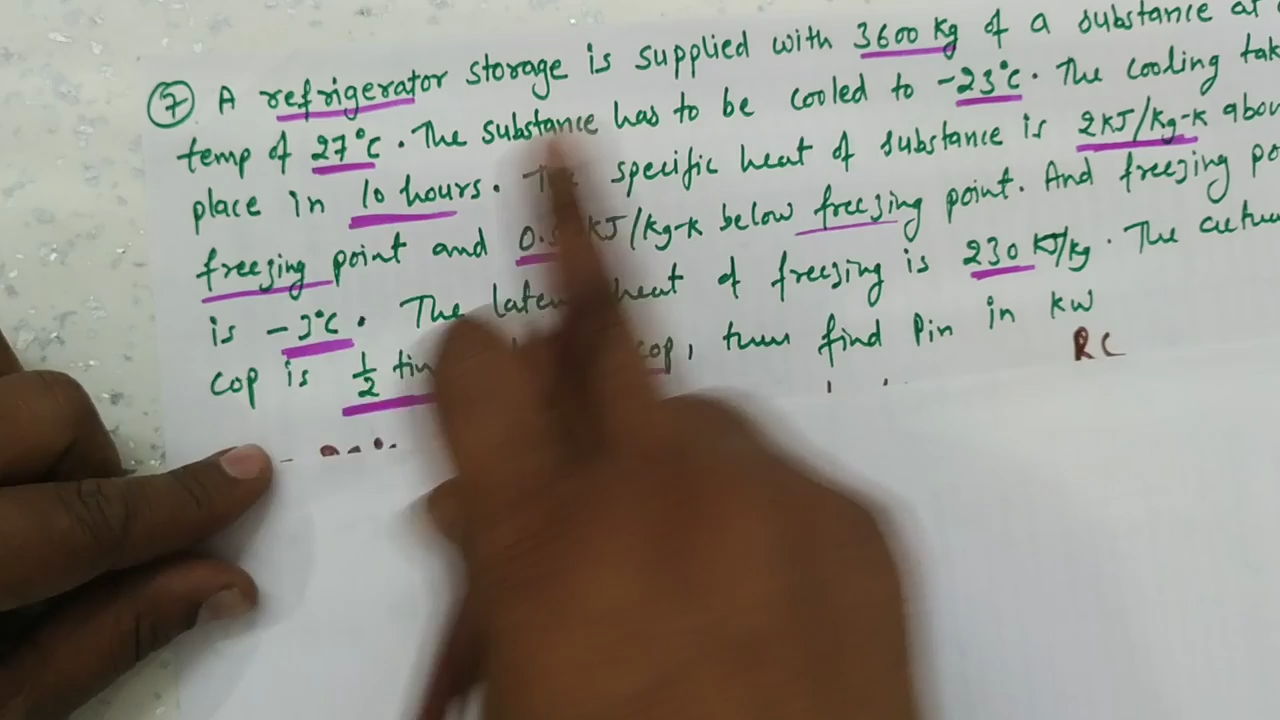 ⑦ A refrigerator storage is supplied with 3600 kg of a substance at
temp of 27°C. The substance has to be cooled to -23°C. The cooling tak
place in 10 hours. specific heat of substance is 2KJ/kg-k abov
freezing point and 0. KJ/kg-k below freezing point. And freezing po
is -3°C. The heat of freezing is 230 KJ/kg. The actua
COP is 1/2 cop, then find Pin in kw
RC